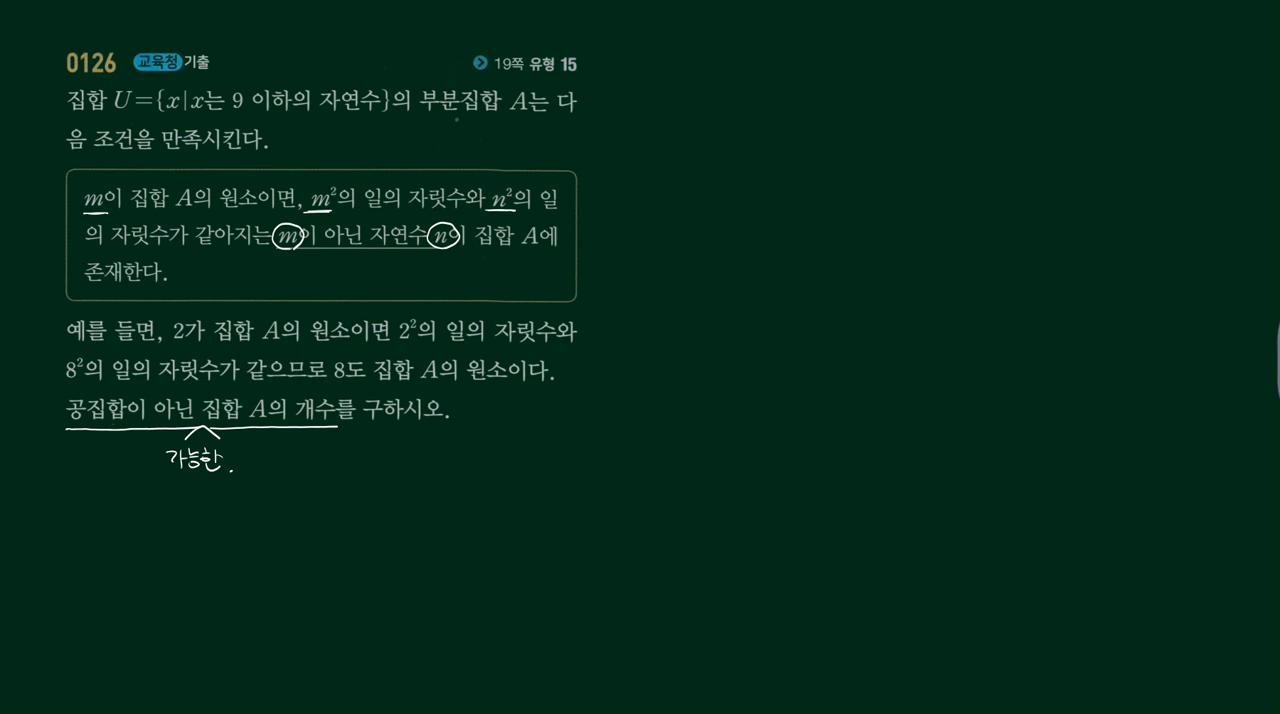 0126 교육청 기출 19쪽 유형 15
집합 U={x|x는 9 이하의 자연수}의 부분집합 A는 다
음 조건을 만족시킨다.
m이 집합 A의 원소이면, m²의 일의 자릿수와 n²의 일
의 자릿수가 같아지는 m이 아닌 자연수 n이 집합 A에
존재한다.
예를 들면, 2가 집합 A의 원소이면 2²의 일의 자릿수와
8²의 일의 자릿수가 같으므로 8도 집합 A의 원소이다.
공집합이 아닌 집합 A의 개수를 구하시오.
가능한.